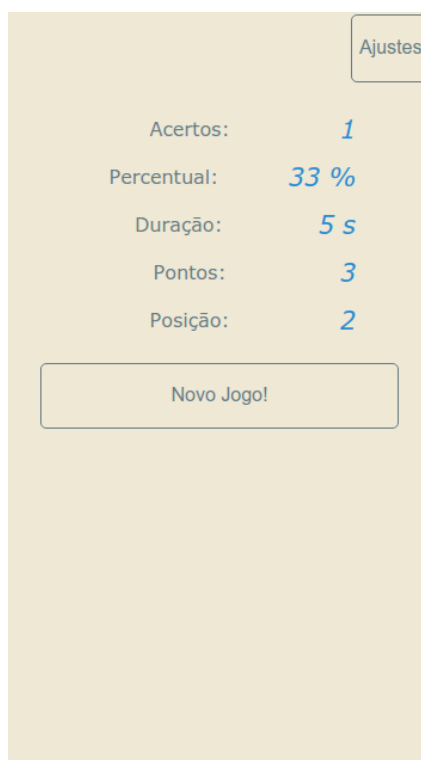 Ajustes
Acertos: 1
Percentual: 33 %
Duração: 5 s
Pontos: 3
Posição: 2
Novo Jogo!